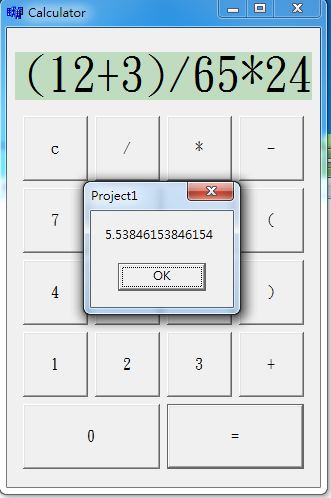 Calculator
(12+3)/65*24
c / * -
Project1
7 (
5.53846153846154
4 )
OK
1 2 3 +
0 =